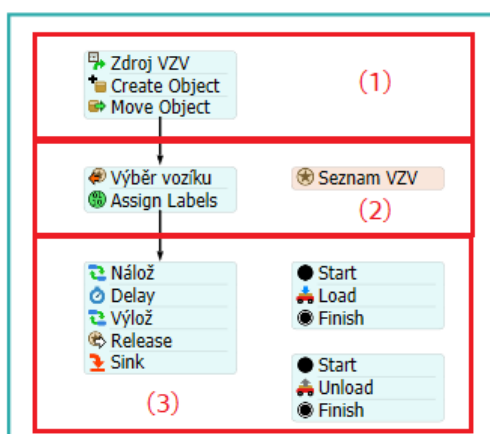 Zdroj VZV
Create Object
Move Object
(1)
Výběr vozíku
Assign Labels
Seznam VZV
(2)
Nálož
Delay
Výlož
Release
Sink
(3)
Start
Load
Finish
Start
Unload
Finish